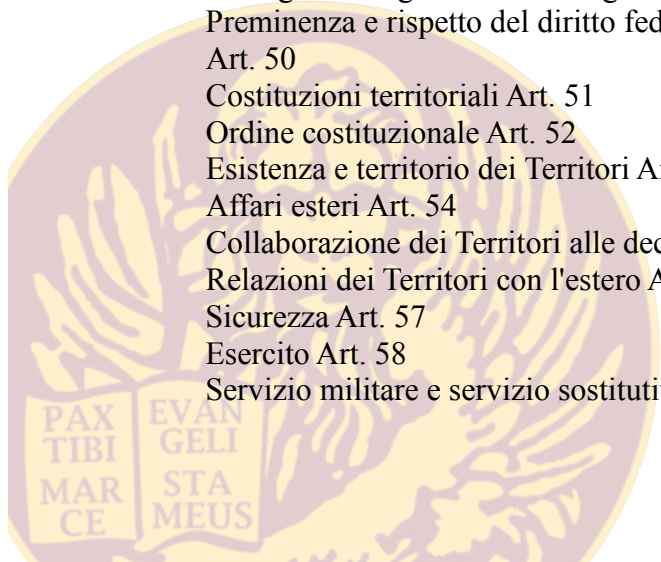 Preminenza e rispetto del diritto fed
Art. 50
Costituzioni territoriali Art. 51
Ordine costituzionale Art. 52
Esistenza e territorio dei Territori
Affari esteri Art. 54
Collaborazione dei Territori alle
Relazioni dei Territori con l'estero
Sicurezza Art. 57
Esercito Art. 58
Servizio militare e servizio
PAX EVAN
TIBI GELI
MAR STA
CE MEUS